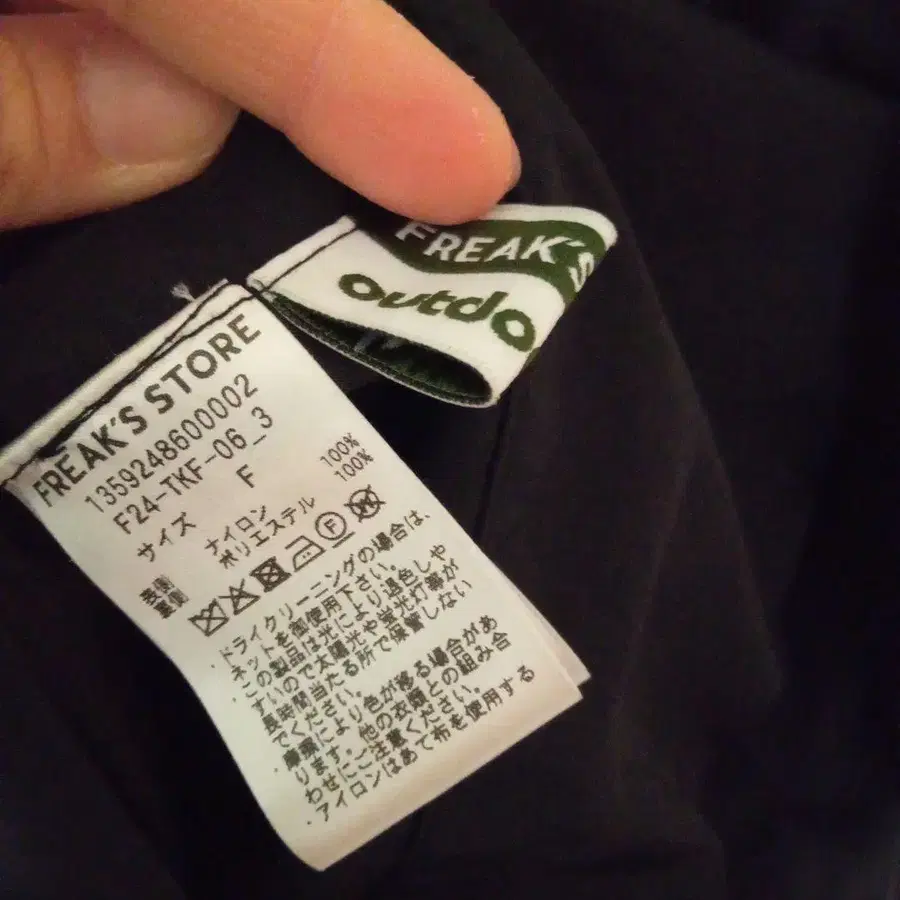 FREAK'S
outdo
FREAK'S STORE
1359248600002
F24-TKF-06_3
サイズ F
表側 ナイロン 100%
裏側 ポリエステル 100%
F
・ドライクリーニングの場合は、
ネットを御使用下さい。
・この製品は光により退色しや
すいので太陽光や蛍光灯等が
長時間当たる所で保管しない
でください。
・摩擦により色が移る場合があ
ります。他の衣類との組み合
わせにご注意ください。
・アイロンはあて布を使用する